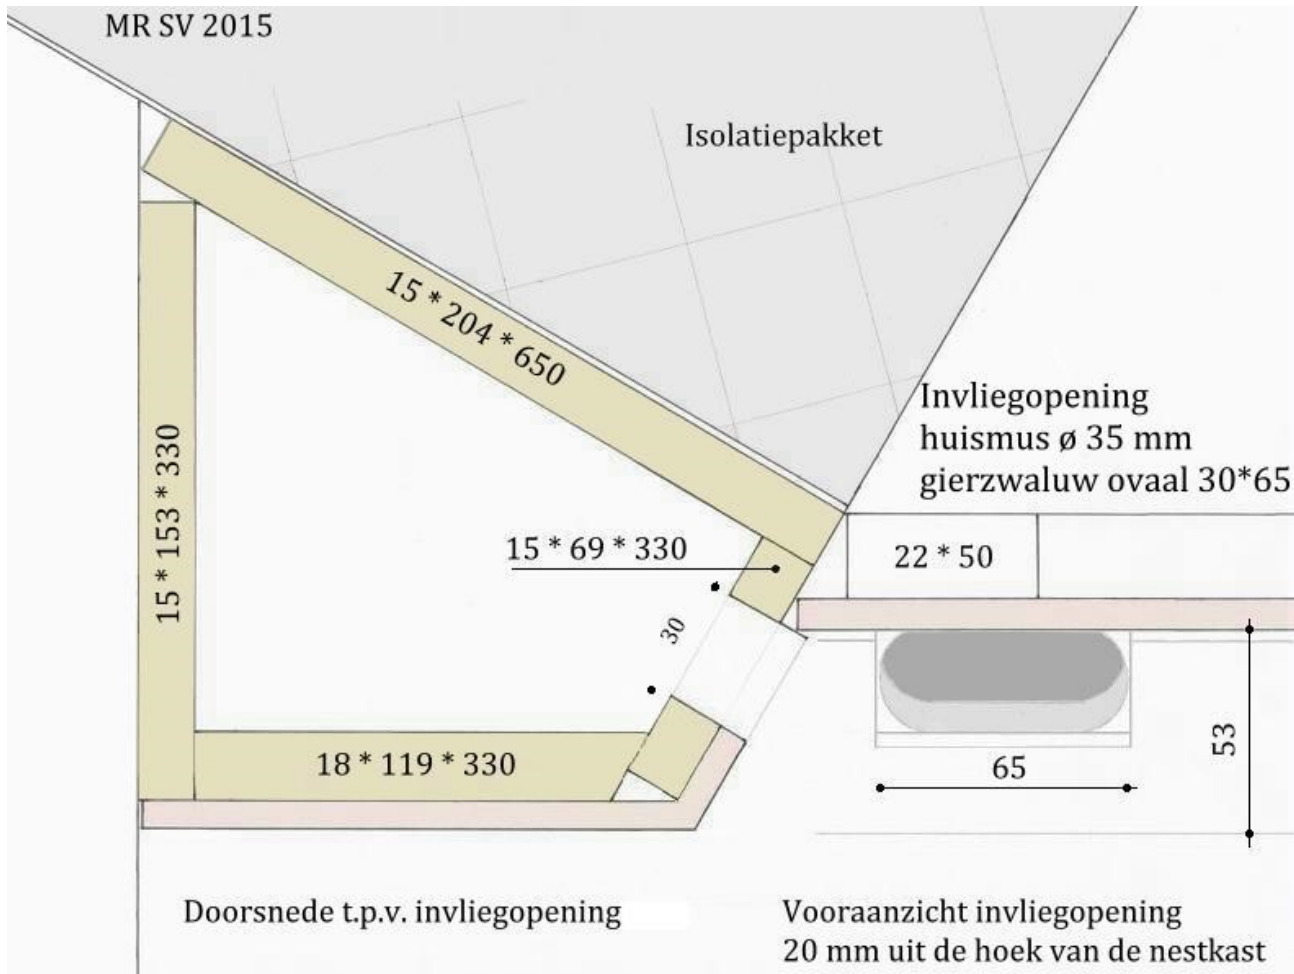 MR SV 2015
Isolatiepakket
15 * 204 * 650
15 * 153 * 330
Invliegopening
huismus ø 35 mm
gierzwaluw ovaal 30*65
15 * 69 * 330
22 * 50
30
18 * 119 * 330
65
53
Doorsnede t.p.v. invliegopening
Vooraanzicht invliegopening
20 mm uit de hoek van de nestkast